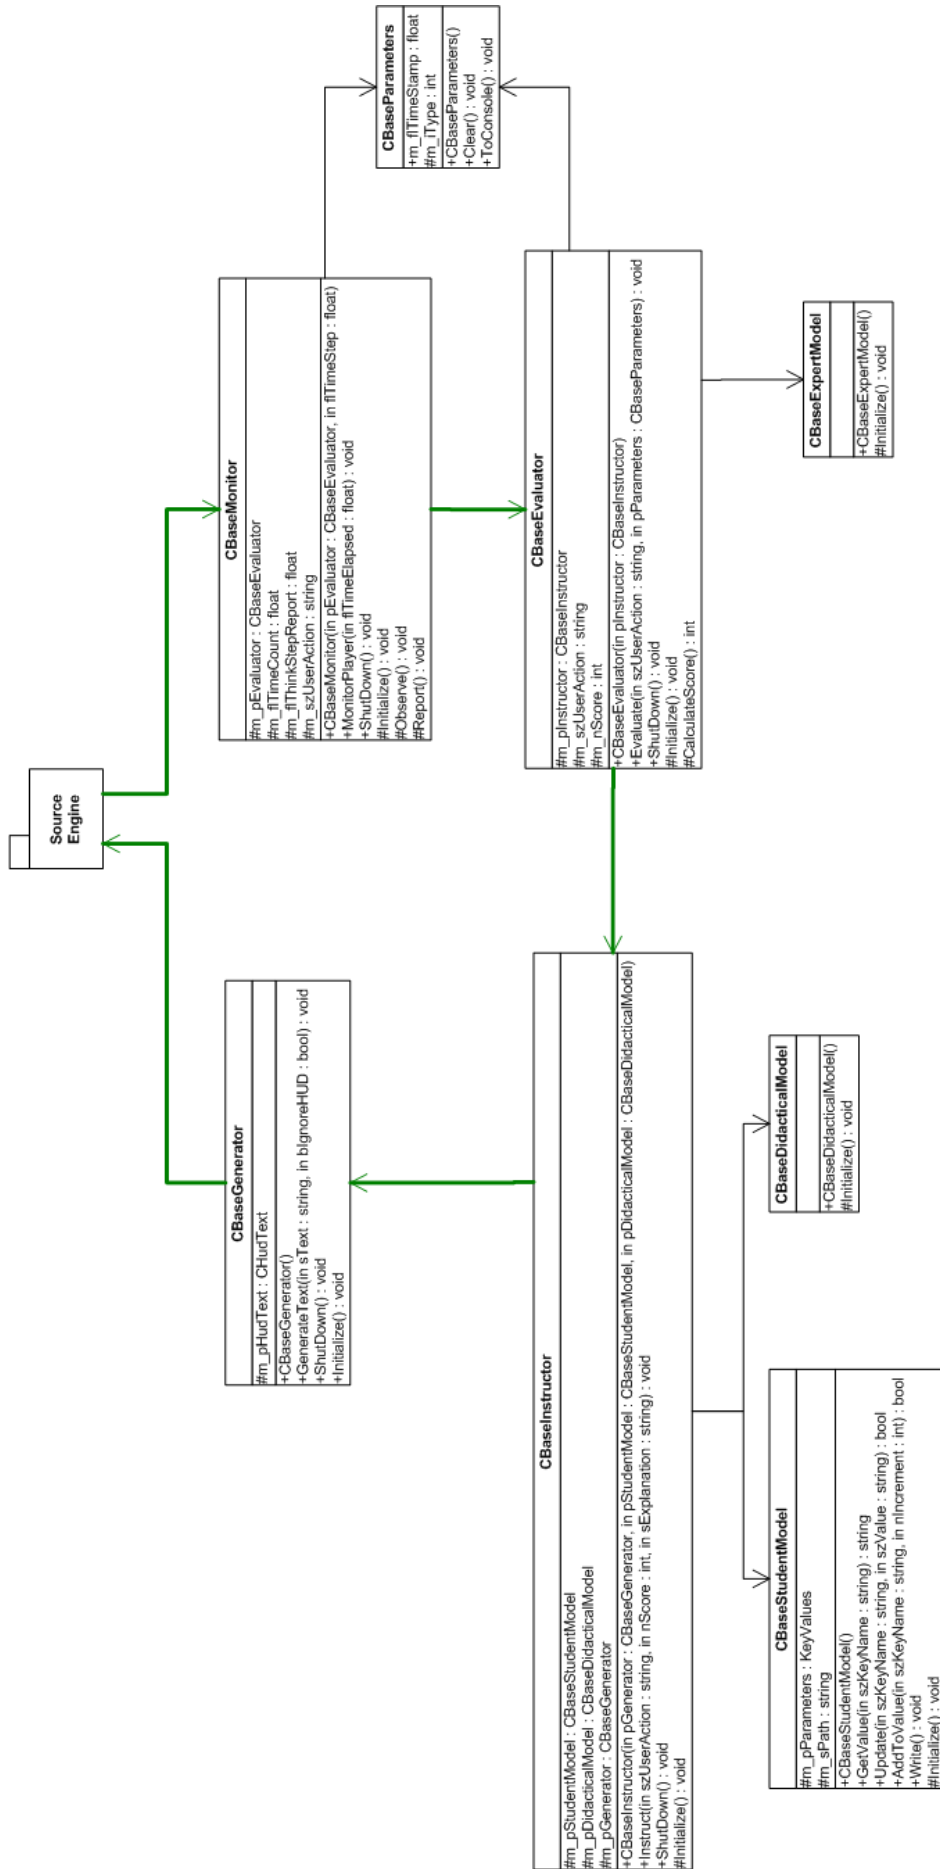 Source
Engine
CBaseGenerator
#m_pHudText : CHudText
+CBaseGenerator()
+GenerateText(in sText : string, in bIgnoreHUD : bool) : void
+ShutDown() : void
+Initialize() : void
CBaseMonitor
#m_pEvaluator : CBaseEvaluator
#m_flTimeCount : float
#m_flThinkStepReport : float
#m_szUserAction : string
+CBaseMonitor(in pEvaluator : CBaseEvaluator, in flTimeStep : float)
+MonitorPlayer(in flTimeElapsed : float) : void
+ShutDown() : void
#Initialize() : void
#Observe() : void
#Report() : void
CBaseParameters
+m_flTimeStamp : float
#m_iType : int
+CBaseParameters()
+Clear() : void
+ToConsole() : void
CBaseInstructor
#m_pStudentModel : CBaseStudentModel
#m_pDidacticalModel : CBaseDidacticalModel
#m_pGenerator : CBaseGenerator
+CBaseInstructor(in pGenerator : CBaseGenerator, in pStudentModel : CBaseStudentModel, in pDidacticalModel : CBaseDidacticalModel)
+Instruct(in szUserAction : string, in nScore : int, in sExplanation : string) : void
+ShutDown() : void
#Initialize() : void
CBaseEvaluator
#m_pInstructor : CBaseInstructor
#m_szUserAction : string
#m_nScore : int
+CBaseEvaluator(in pInstructor : CBaseInstructor)
+Evaluate(in szUserAction : string, in pParameters : CBaseParameters) : void
+ShutDown() : void
#Initialize() : void
#CalculateScore() : int
CBaseStudentModel
#m_pParameters : KeyValues
#m_sPath : string
+CBaseStudentModel()
+GetValue(in szKeyName : string) : string
+Update(in szKeyName : string, in szValue : string) : bool
+AddToValue(in szKeyName : string, in nIncrement : int) : bool
+Write() : void
#Initialize() : void
CBaseDidacticalModel
+CBaseDidacticalModel()
#Initialize() : void
CBaseExpertModel
+CBaseExpertModel()
#Initialize() : void